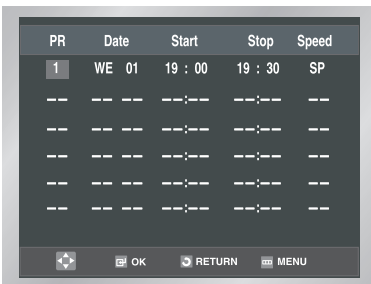 PR Date Start Stop Speed
1 WE 01 19 : 00 19 : 30 SP
–– –– –– ––:–– ––:–– ––
–– –– –– ––:–– ––:–– ––
–– –– –– ––:–– ––:–– ––
–– –– –– ––:–– ––:–– ––
–– –– –– ––:–– ––:–– ––
OK RETURN MENU